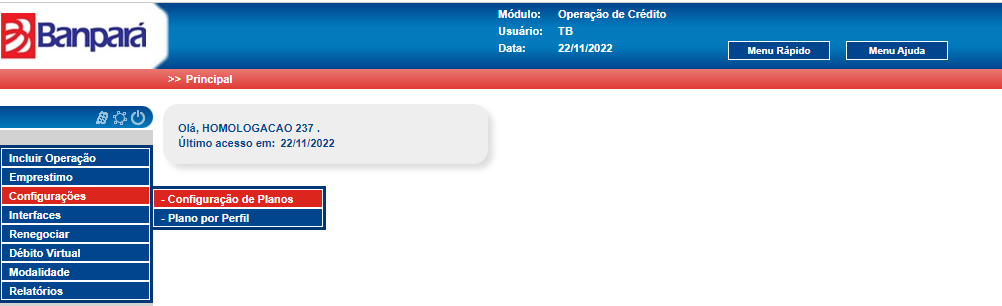 Banpará
Módulo: Operação de Crédito
Usuário: TB
Data: 22/11/2022
Menu Rápido
Menu Ajuda
>> Principal
Olá, HOMOLOGACAO 237 .
Último acesso em: 22/11/2022
Incluir Operação
Emprestimo
Configurações
- Configuração de Planos
- Plano por Perfil
Interfaces
Renegociar
Débito Virtual
Modalidade
Relatórios